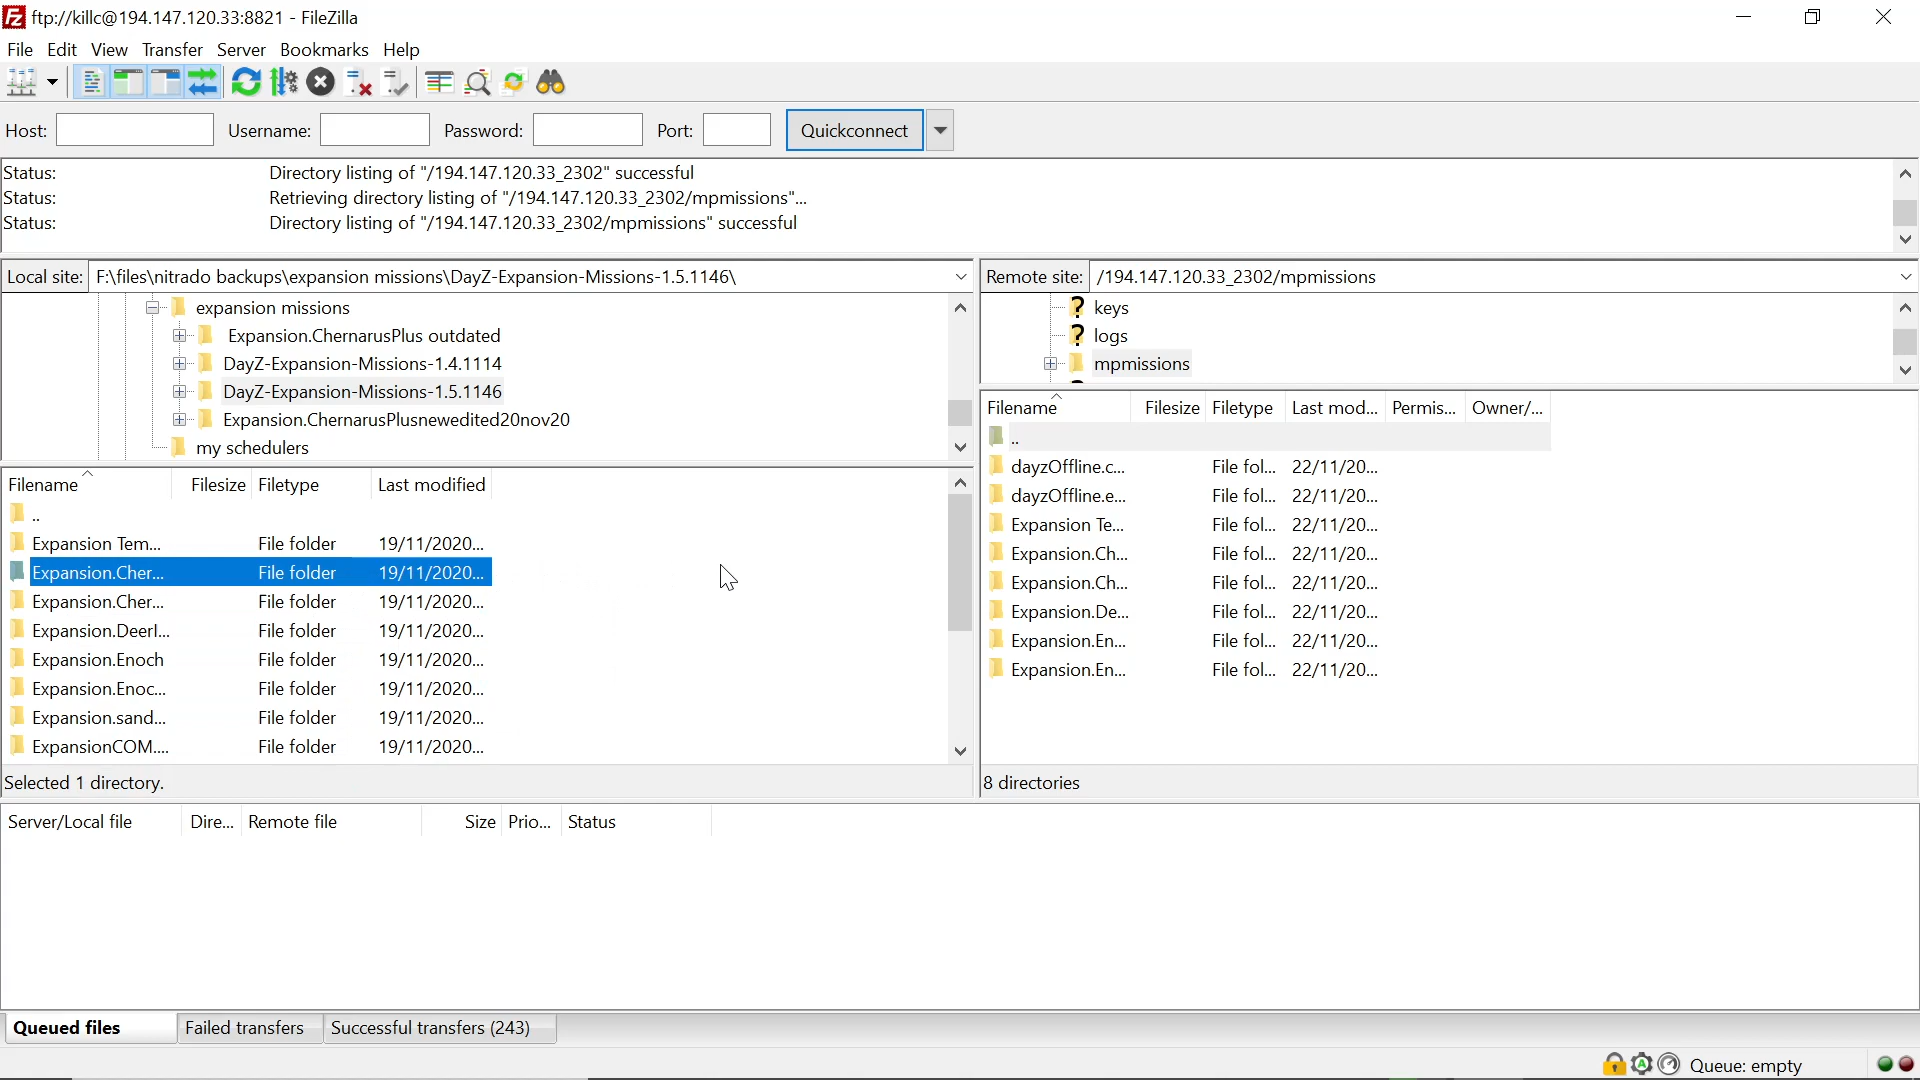 ftp://killc@194.147.120.33:8821 - FileZilla
File Edit View Transfer Server Bookmarks Help
Host: Username: Password: Port: Quickconnect
Status: Directory listing of "/194.147.120.33_2302" successful
Status: Retrieving directory listing of "/194.147.120.33_2302/mpmissions"...
Status: Directory listing of "/194.147.120.33_2302/mpmissions" successful
Local site: F:\files\nitrado backups\expansion missions\DayZ-Expansion-Missions-1.5.1146\
expansion missions
Expansion.ChernarusPlus outdated
DayZ-Expansion-Missions-1.4.1114
DayZ-Expansion-Missions-1.5.1146
Expansion.ChernarusPlusnewedited20nov20
my schedulers
Filename Filesize Filetype Last modified
..
Expansion Tem... File folder 19/11/2020...
Expansion.Cher... File folder 19/11/2020...
Expansion.Cher... File folder 19/11/2020...
Expansion.Deerl... File folder 19/11/2020...
Expansion.Enoch File folder 19/11/2020...
Expansion.Enoc... File folder 19/11/2020...
Expansion.sand... File folder 19/11/2020...
ExpansionCOM.... File folder 19/11/2020...
Selected 1 directory.
Remote site: /194.147.120.33_2302/mpmissions
keys
logs
mpmissions
Filename Filesize Filetype Last mod... Permis... Owner/...
..
dayzOffline.c... File fol... 22/11/20...
dayzOffline.e... File fol... 22/11/20...
Expansion Te... File fol... 22/11/20...
Expansion.Ch... File fol... 22/11/20...
Expansion.Ch... File fol... 22/11/20...
Expansion.De... File fol... 22/11/20...
Expansion.En... File fol... 22/11/20...
Expansion.En... File fol... 22/11/20...
8 directories
Server/Local file Dire... Remote file Size Prio... Status
Queued files Failed transfers Successful transfers (243)
Queue: empty